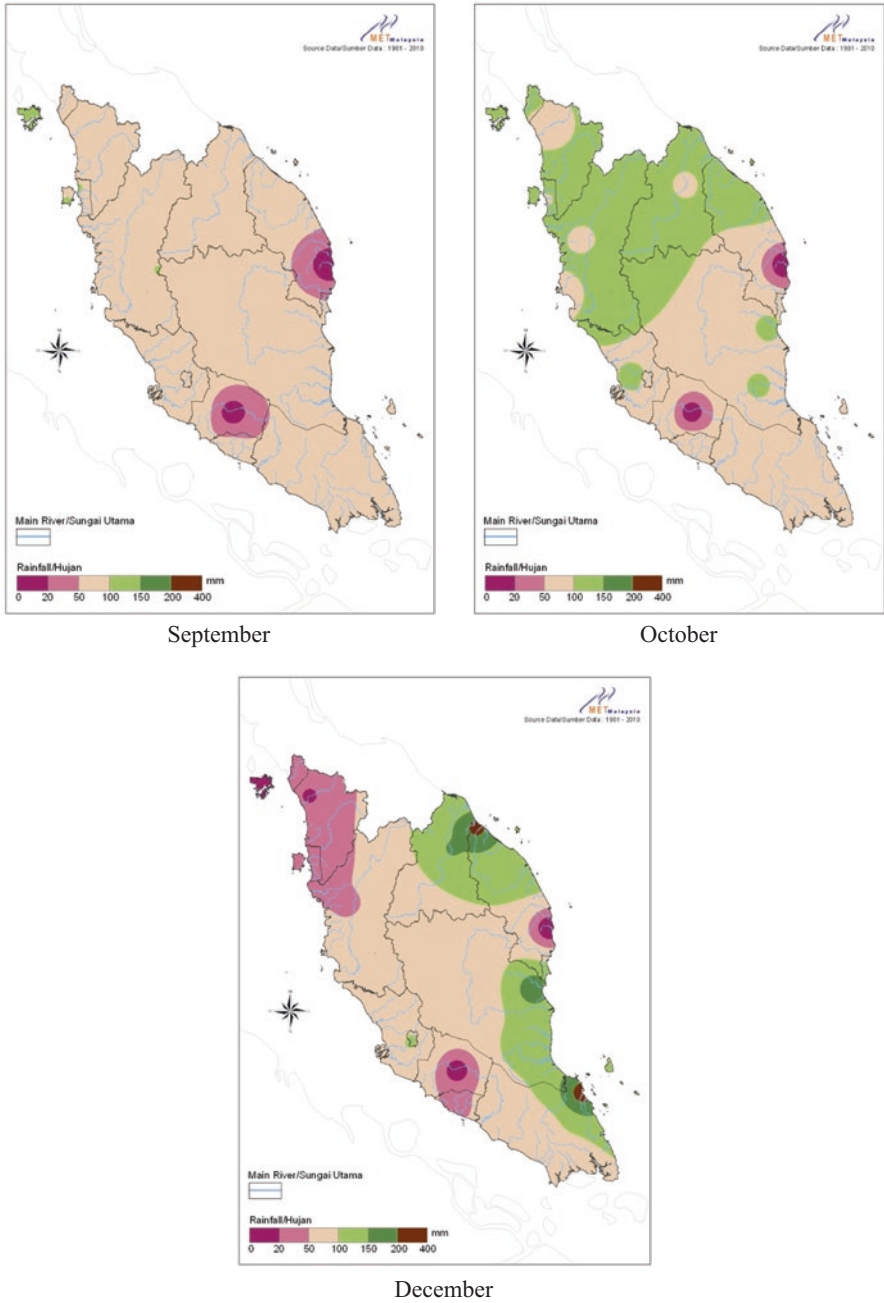 MET Malaysia
Source Data/Sumber Data : 1981 - 2010
Main River/Sungai Utama
Rainfall/Hujan
mm
0 20 50 100 150 200 400
September
MET Malaysia
Source Data/Sumber Data : 1981 - 2010
Main River/Sungai Utama
Rainfall/Hujan
mm
0 20 50 100 150 200 400
October
MET Malaysia
Source Data/Sumber Data : 1981 - 2010
Main River/Sungai Utama
Rainfall/Hujan
mm
0 20 50 100 150 200 400
December